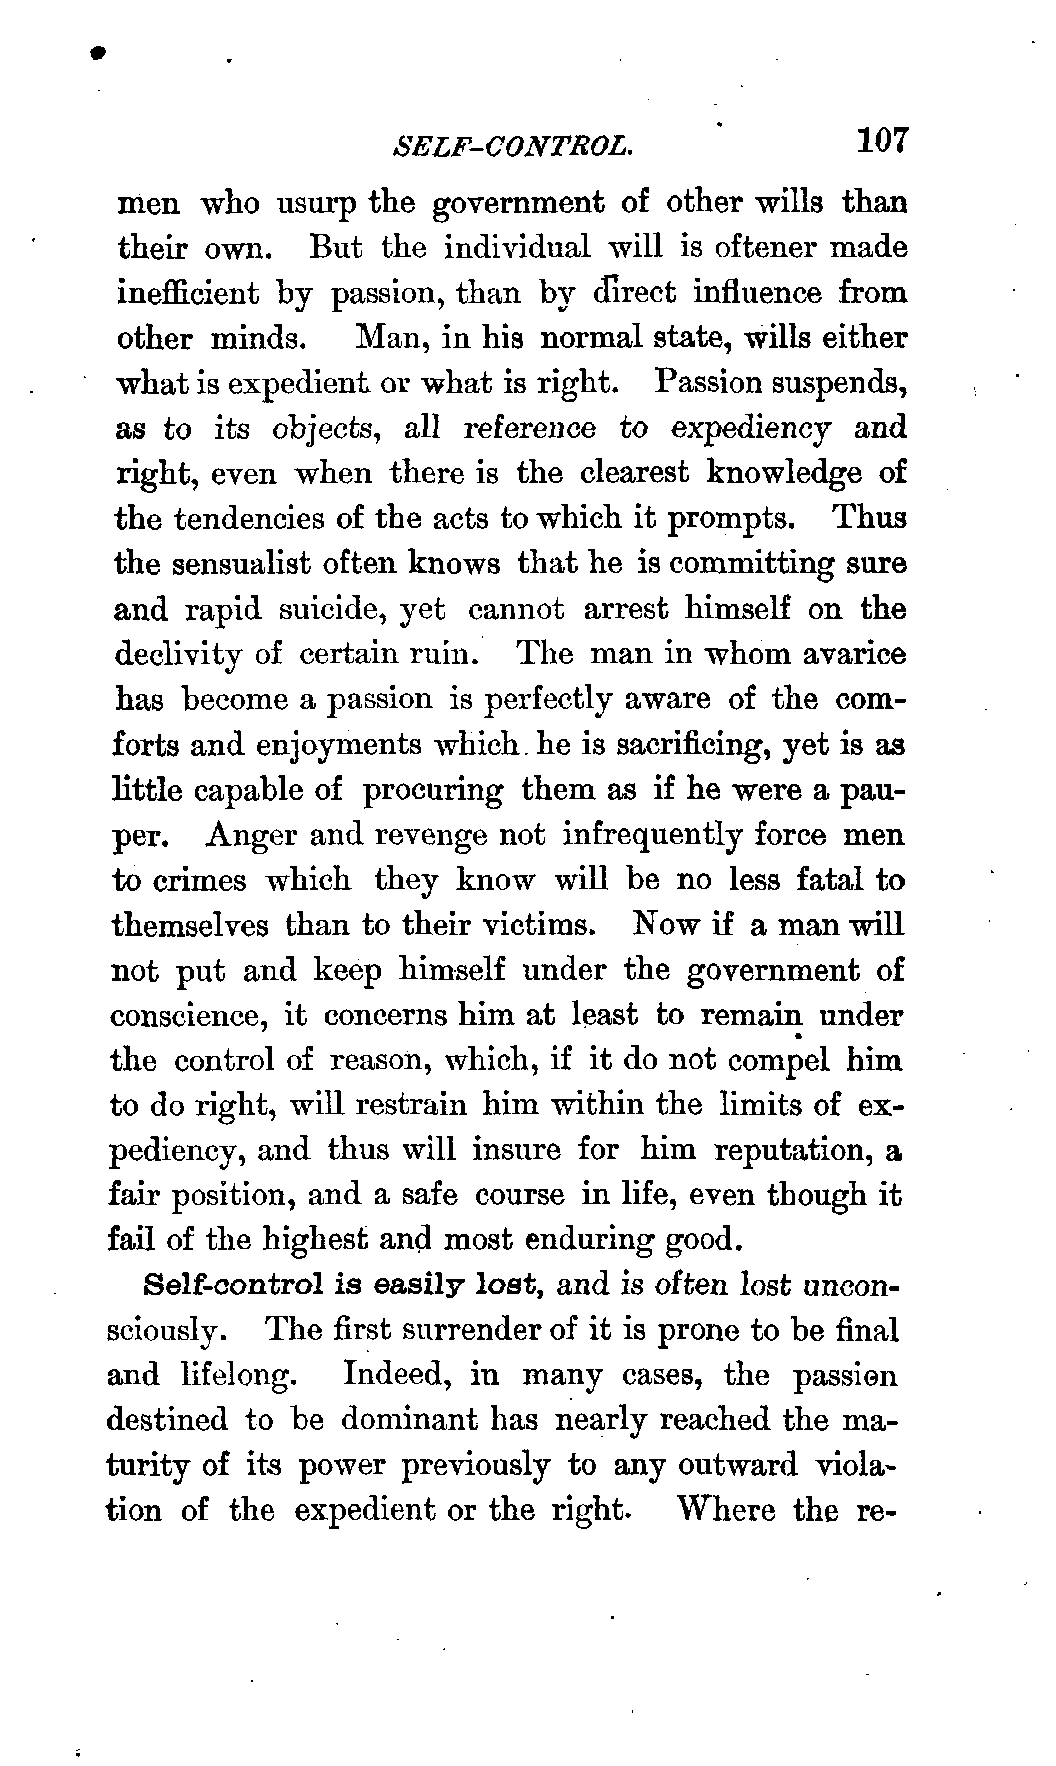 SELF-CONTROL. 107
men who usurp the government of other wills than
their own. But the individual will is oftener made
inefficient by passion, than by direct influence from
other minds. Man, in his normal state, wills either
what is expedient or what is right. Passion suspends,
as to its objects, all reference to expediency and
right, even when there is the clearest knowledge of
the tendencies of the acts to which it prompts. Thus
the sensualist often knows that he is committing sure
and rapid suicide, yet cannot arrest himself on the
declivity of certain ruin. The man in whom avarice
has become a passion is perfectly aware of the com-
forts and enjoyments which he is sacrificing, yet is as
little capable of procuring them as if he were a pau-
per. Anger and revenge not infrequently force men
to crimes which they know will be no less fatal to
themselves than to their victims. Now if a man will
not put and keep himself under the government of
conscience, it concerns him at least to remain under
the control of reason, which, if it do not compel him
to do right, will restrain him within the limits of ex-
pediency, and thus will insure for him reputation, a
fair position, and a safe course in life, even though it
fail of the highest and most enduring good.
Self-control is easily lost, and is often lost uncon-
sciously. The first surrender of it is prone to be final
and lifelong. Indeed, in many cases, the passion
destined to be dominant has nearly reached the ma-
turity of its power previously to any outward viola-
tion of the expedient or the right. Where the re-